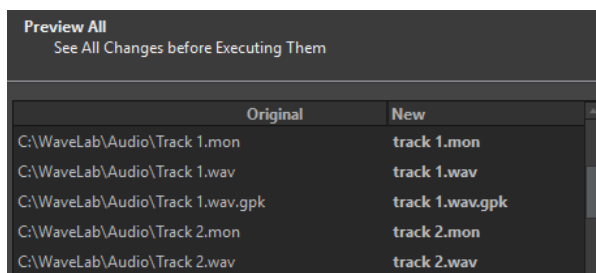 Preview All
See All Changes before Executing Them
Original New
C:\WaveLab\Audio\Track 1.mon track 1.mon
C:\WaveLab\Audio\Track 1.wav track 1.wav
C:\WaveLab\Audio\Track 1.wav.gpk track 1.wav.gpk
C:\WaveLab\Audio\Track 2.mon track 2.mon
C:\WaveLab\Audio\Track 2.wav track 2.wav